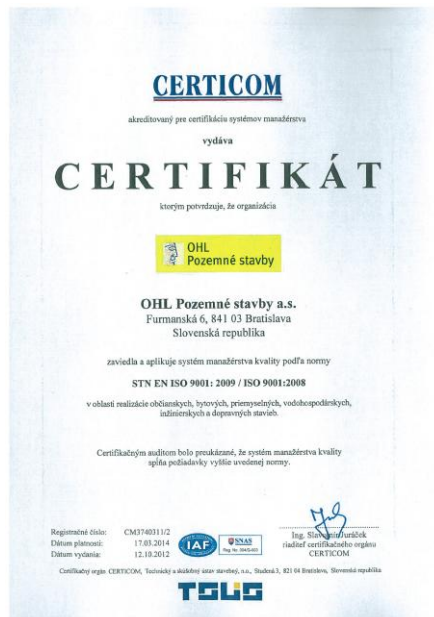 CERTICOM
akreditovaný pre certifikáciu systémov manažérstva
vydáva
CERTIFIKÁT
ktorým potvrdzuje, že organizácia
OHL
Pozemné stavby
OHL Pozemné stavby a.s.
Furmanská 6, 841 03 Bratislava
Slovenská republika
zaviedla a aplikuje systém manažérstva kvality podľa normy
STN EN ISO 9001: 2009 / ISO 9001:2008
v oblasti realizácie občianskych, bytových, priemyselných, vodohospodárskych,
inžinierskych a dopravných stavieb.
Certifikačným auditom bolo preukázané, že systém manažérstva kvality
spĺňa požiadavky vyššie uvedenej normy.
Registračné číslo: CM3740311/2
Dátum platnosti: 17.03.2014
Dátum vydania: 12.10.2012
IAF
SNAS
Ing. Juráček
riaditeľ certifikačného orgánu
CERTICOM
Certifikačný orgán CERTICOM, Technický a skúšobný ústav stavebný, n.o., Studená 3, 821 04 Bratislava, Slovenská republika
TSUS